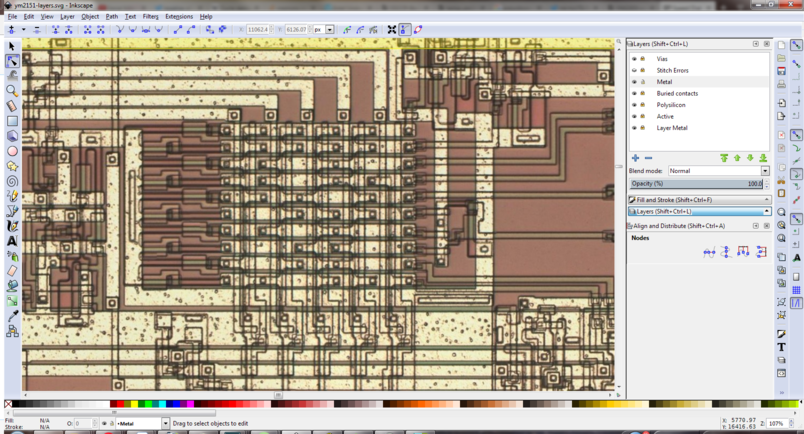 ym2151-layers.svg - Inkscape
File Edit View Layer Object Path Text Filters Extensions Help
X: 11062.4 Y: 6126.07 px
Layers (Shift+Ctrl+L)
Vias
Stitch Errors
Metal
Buried contacts
Polysilicon
Active
Layer Metal
Blend mode: Normal
Opacity (%) 100.0
Fill and Stroke (Shift+Ctrl+F)
Layers (Shift+Ctrl+L)
Align and Distribute (Shift+Ctrl+A)
Nodes
Fill: N/A
Stroke: N/A
O: 0
•Metal
Drag to select objects to edit
X: 5770.97
Y: 16416.63
Z: 107%